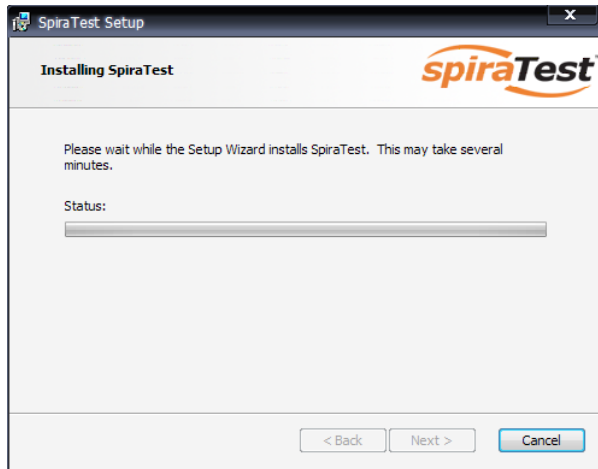 SpiraTest Setup
X
Installing SpiraTest
spiraTest
Please wait while the Setup Wizard installs SpiraTest. This may take several
minutes.
Status:
< Back
Next >
Cancel